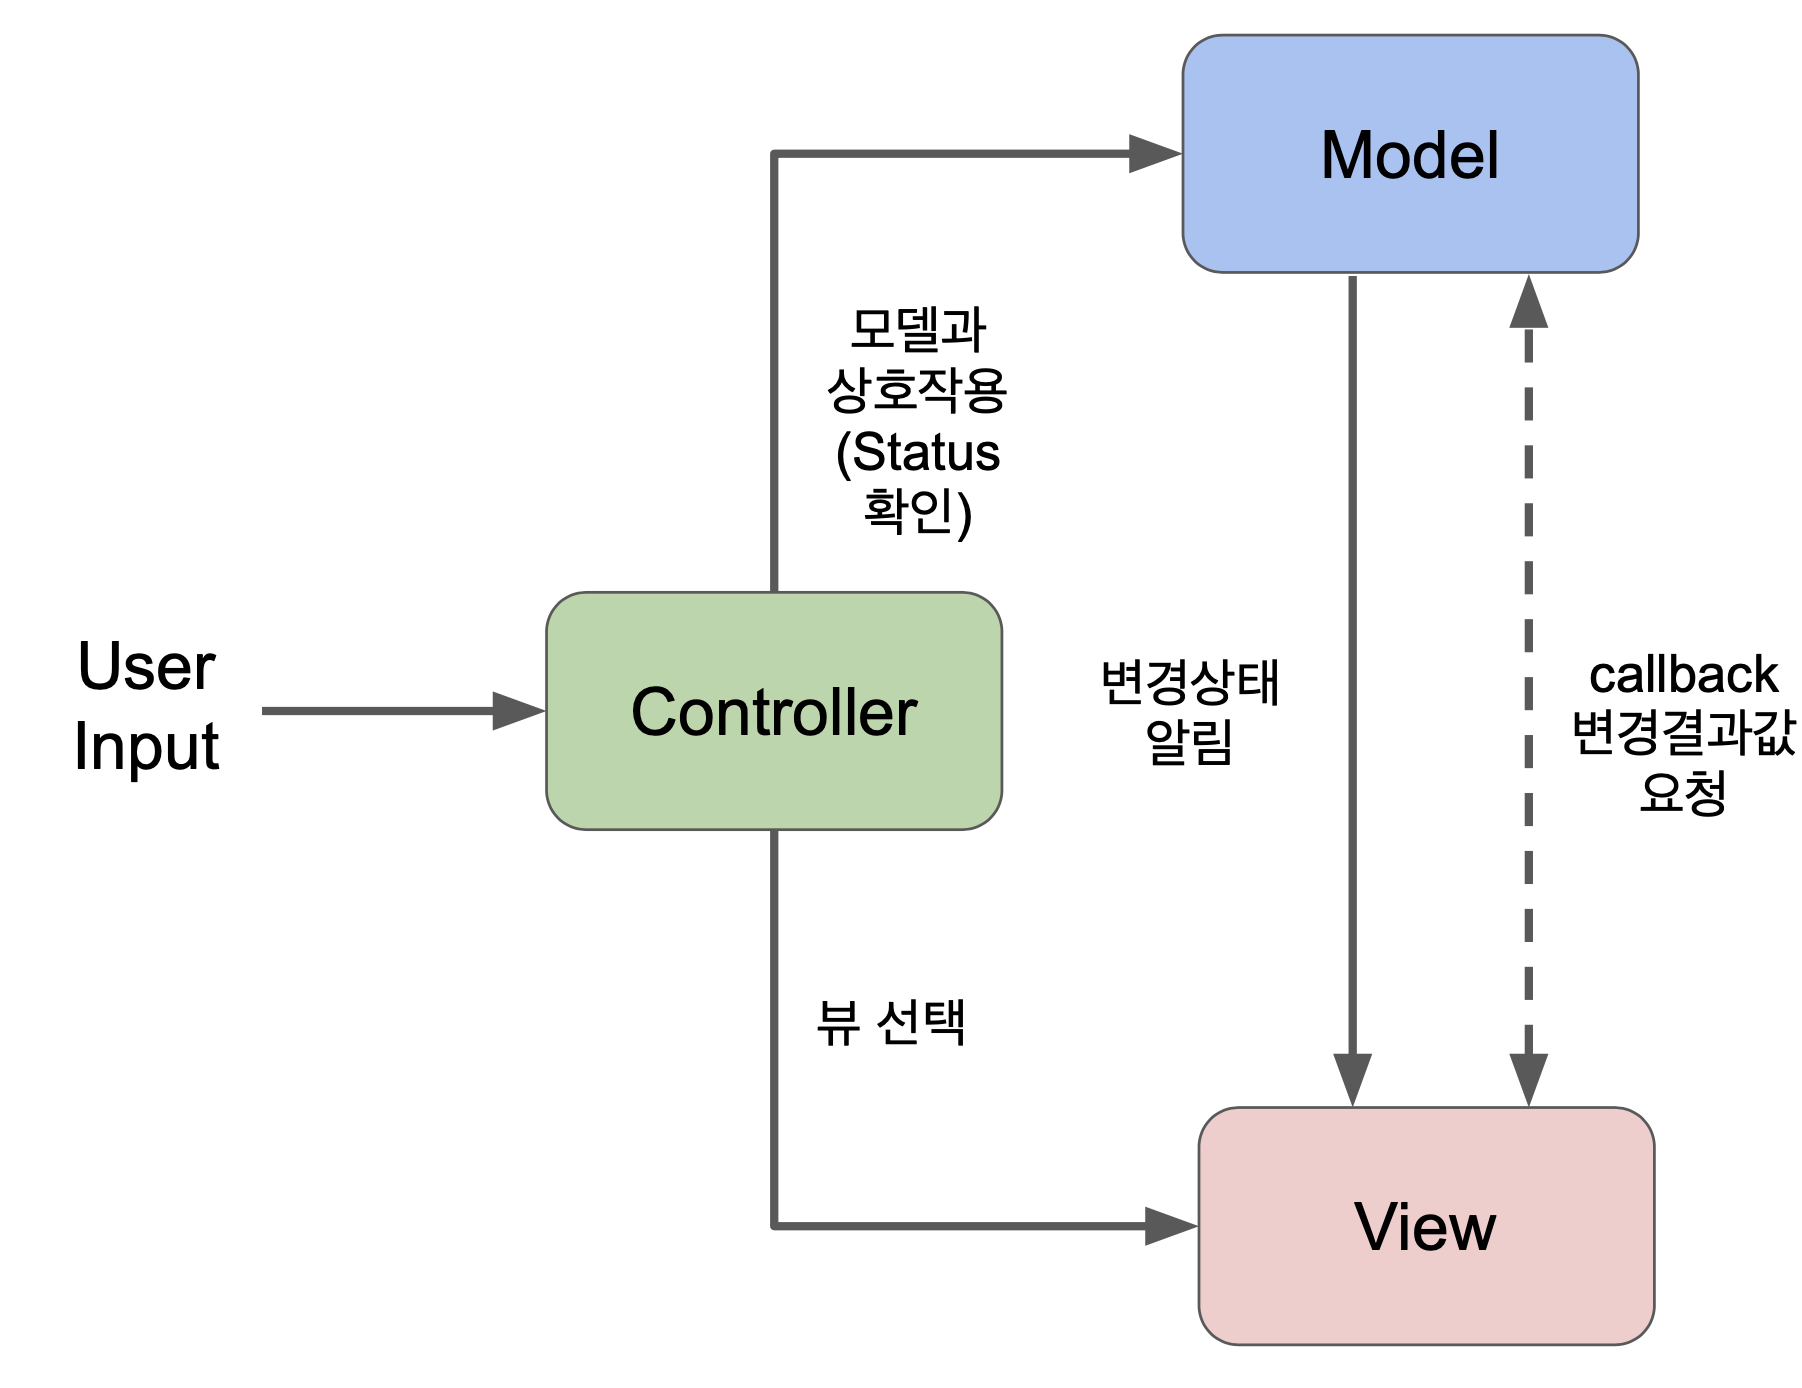 Model
모델과
상호작용
(Status
확인)
User
Input
Controller
변경상태
알림
callback
변경결과값
요청
뷰 선택
View